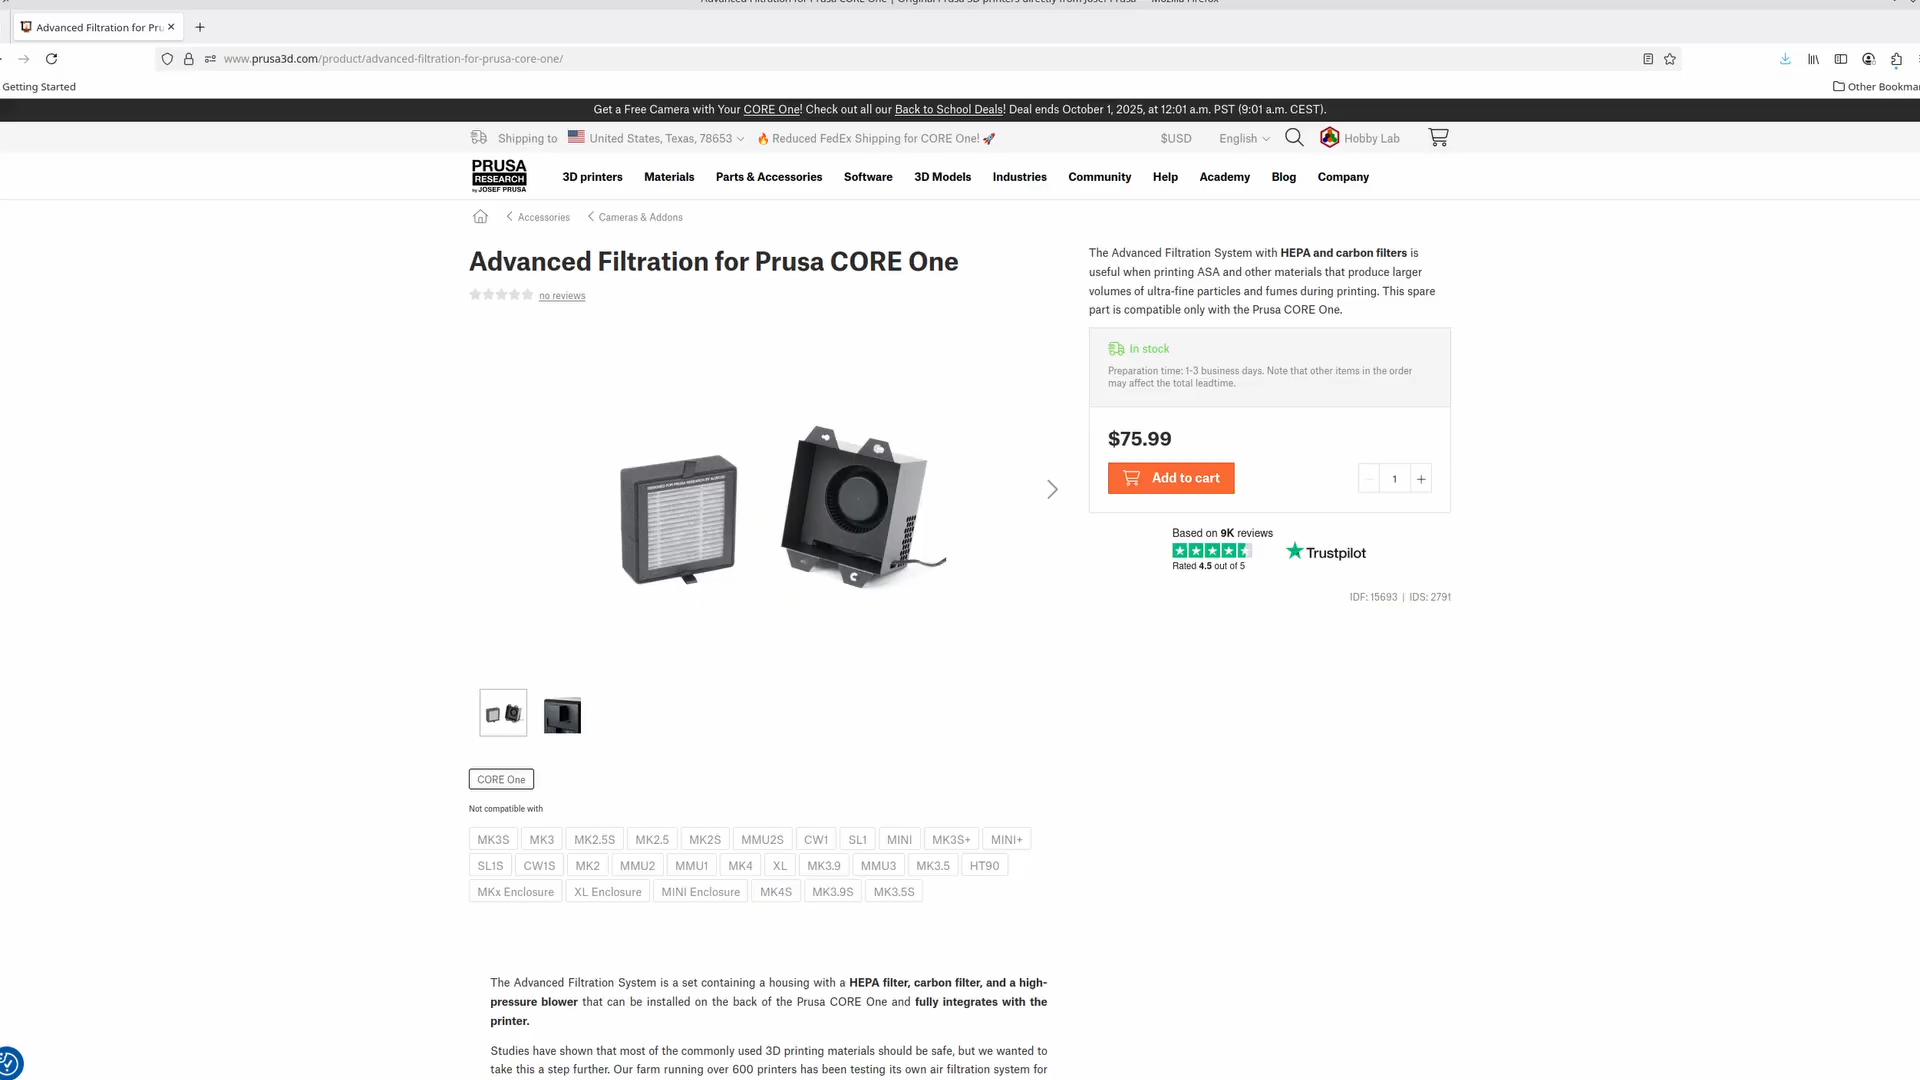 Advanced Filtration for Prusa CORE One | Original Prusa 3D printers directly from Josef Prusa — Mozilla Firefox
Advanced Filtration for Pru
www.prusa3d.com/product/advanced-filtration-for-prusa-core-one/
Getting Started
Other Bookmar
Get a Free Camera with Your CORE One! Check out all our Back to School Deals! Deal ends October 1, 2025, at 12:01 a.m. PST (9:01 a.m. CEST).
Shipping to United States, Texas, 78653 🔥 Reduced FedEx Shipping for CORE One! 🚀 $USD English Hobby Lab
PRUSA
RESEARCH
by JOSEF PRUSA
3D printers Materials Parts & Accessories Software 3D Models Industries Community Help Academy Blog Company
Accessories Cameras & Addons
Advanced Filtration for Prusa CORE One
no reviews
The Advanced Filtration System with HEPA and carbon filters is
useful when printing ASA and other materials that produce larger
volumes of ultra-fine particles and fumes during printing. This spare
part is compatible only with the Prusa CORE One.
In stock
Preparation time: 1-3 business days. Note that other items in the order
may affect the total leadtime.
$75.99
Add to cart
1 +
Based on 9K reviews
Trustpilot
Rated 4.5 out of 5
IDF: 15693 | IDS: 2791
CORE One
Not compatible with
MK3S MK3 MK2.5S MK2.5 MK2S MMU2S CW1 SL1 MINI MK3S+ MINI+
SL1S CW1S MK2 MMU2 MMU1 MK4 XL MK3.9 MMU3 MK3.5 HT90
MKx Enclosure XL Enclosure MINI Enclosure MK4S MK3.9S MK3.5S
The Advanced Filtration System is a set containing a housing with a HEPA filter, carbon filter, and a high-
pressure blower that can be installed on the back of the Prusa CORE One and fully integrates with the
printer.
Studies have shown that most of the commonly used 3D printing materials should be safe, but we wanted to
take this a step further. Our farm running over 600 printers has been testing its own air filtration system for